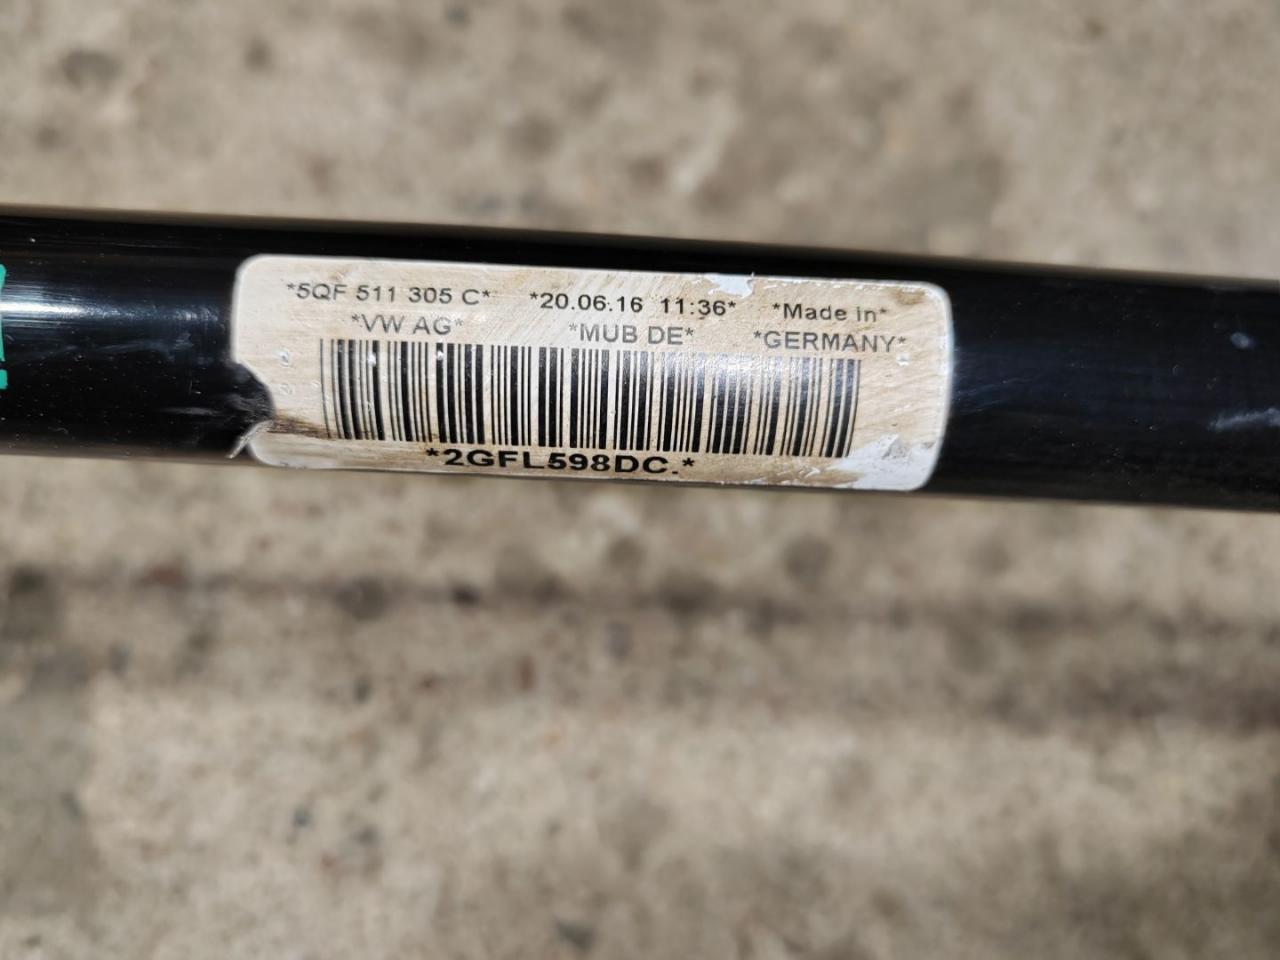 *5QF 511 305 C* *20.06.16 11:36* *Made in*
*VW AG* *MUB DE* *GERMANY*
*2GFL598DC.*